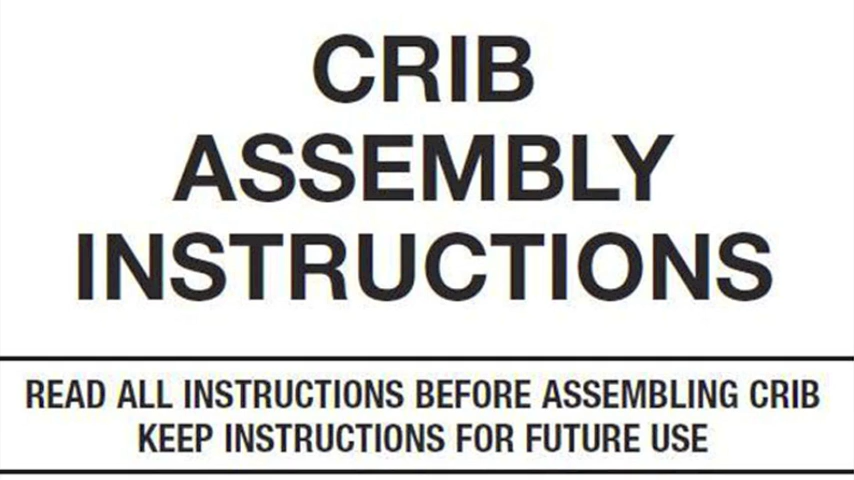 CRIB
ASSEMBLY
INSTRUCTIONS
READ ALL INSTRUCTIONS BEFORE ASSEMBLING CRIB
KEEP INSTRUCTIONS FOR FUTURE USE